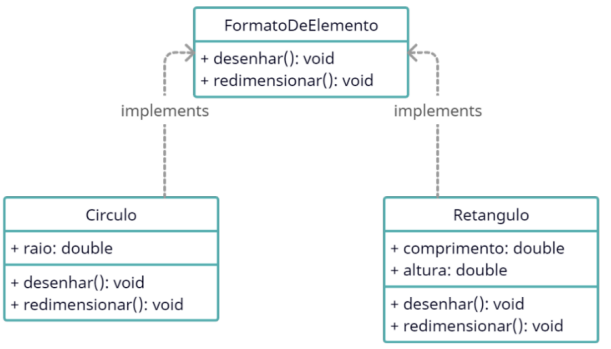 FormatoDeElemento
+ desenhar(): void
+ redimensionar(): void
implements
implements
Circulo
+ raio: double
+ desenhar(): void
+ redimensionar(): void
Retangulo
+ comprimento: double
+ altura: double
+ desenhar(): void
+ redimensionar(): void